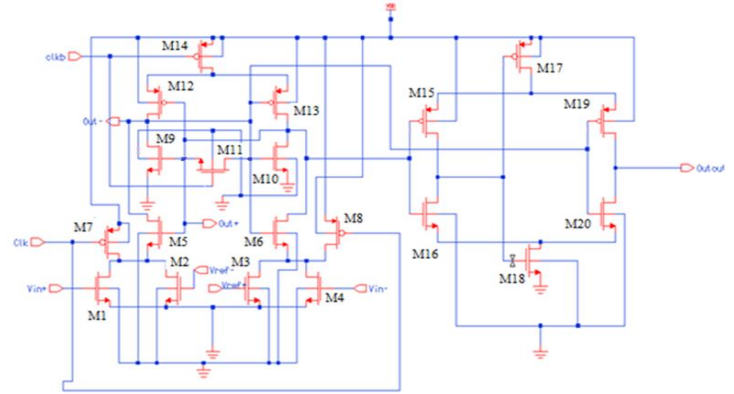 VDD
M14
clkb
M17
M12
M15
M13
M19
Out-
M9
M11
M10
Outout
M7
Out+
M8
M20
Clk
M5
M6
M16
M2
Vref-
M3
M18
Vin+
Vref+
Vin-
M4
M1